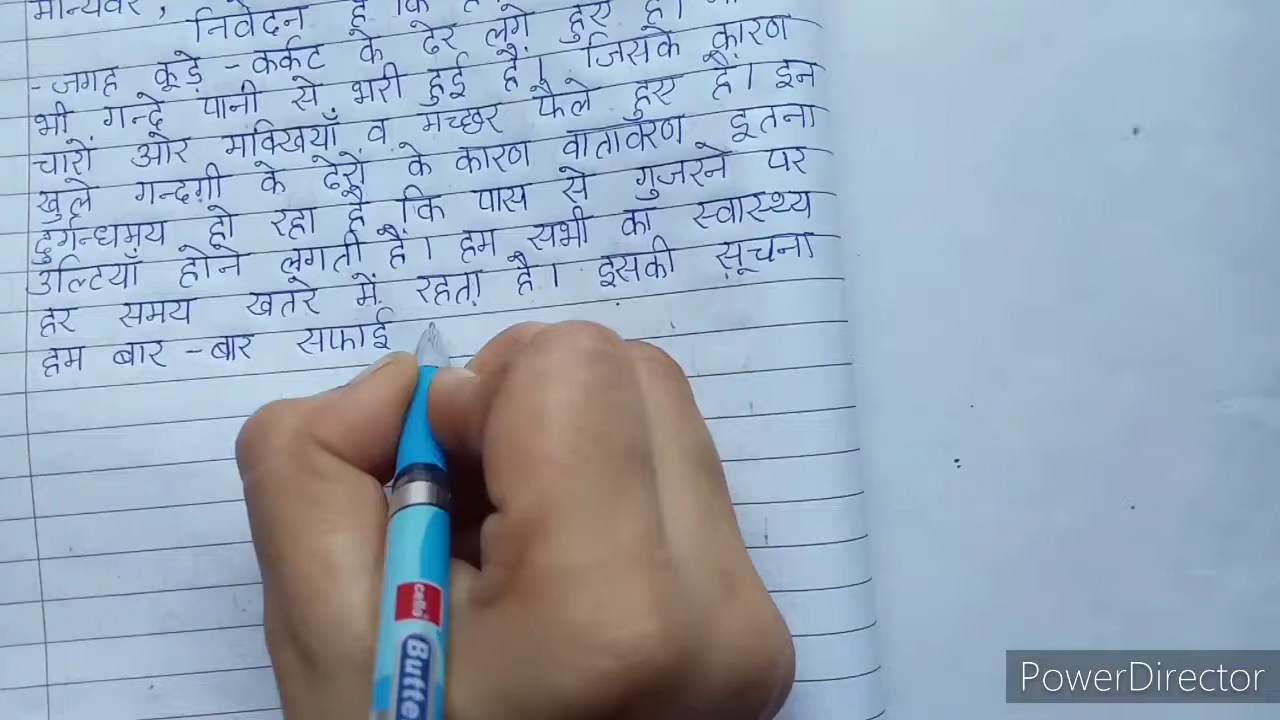 मान्यवर,
निवेदन है कि
-जगह कूड़े-कर्कट के ढेर लगे हुए है।
भी गन्दे पानी से भरी हुई हैं। जिसके कारण
चारों ओर मक्खियाँ व मच्छर फैले हुए हैं। इन
खुले गन्दगी के ढेरों के कारण वातावरण इतना
दुर्गन्धमय हो रहा है कि पास से गुजरने पर
उल्टियाँ होने लगती हैं। हम सभी का स्वास्थ्य
हर समय खतरे में रहता है। इसकी सूचना
हम बार-बार सफाई
cello
Butte
PowerDirector